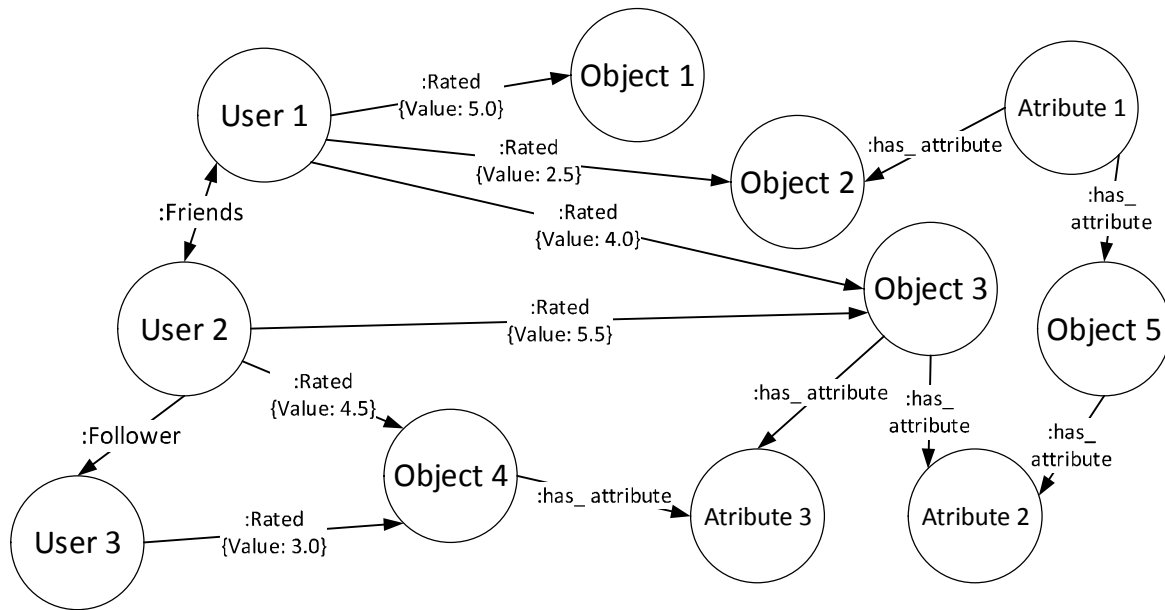 :Rated
{Value: 5.0}
Object 1
User 1
Atribute 1
:Rated
{Value: 2.5}
:has_ attribute
Object 2
:has_
attribute
:Friends
:Rated
{Value: 4.0}
Object 3
User 2
:Rated
{Value: 5.5}
Object 5
:Rated
{Value: 4.5}
:has_ attribute
:has_
attribute
:Follower
:has_
attribute
Object 4
:has_ attribute
Atribute 3
Atribute 2
User 3
:Rated
{Value: 3.0}